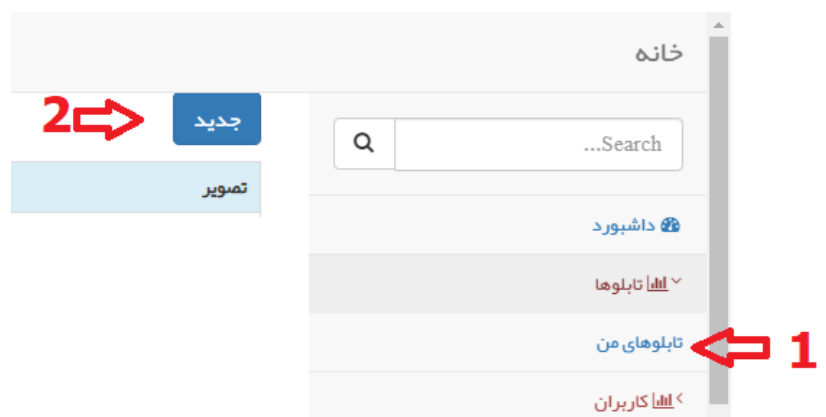 خانه
Search...
جدید
2
تصویر
داشبورد
تابلوها
تابلوهای من
1
کاربران